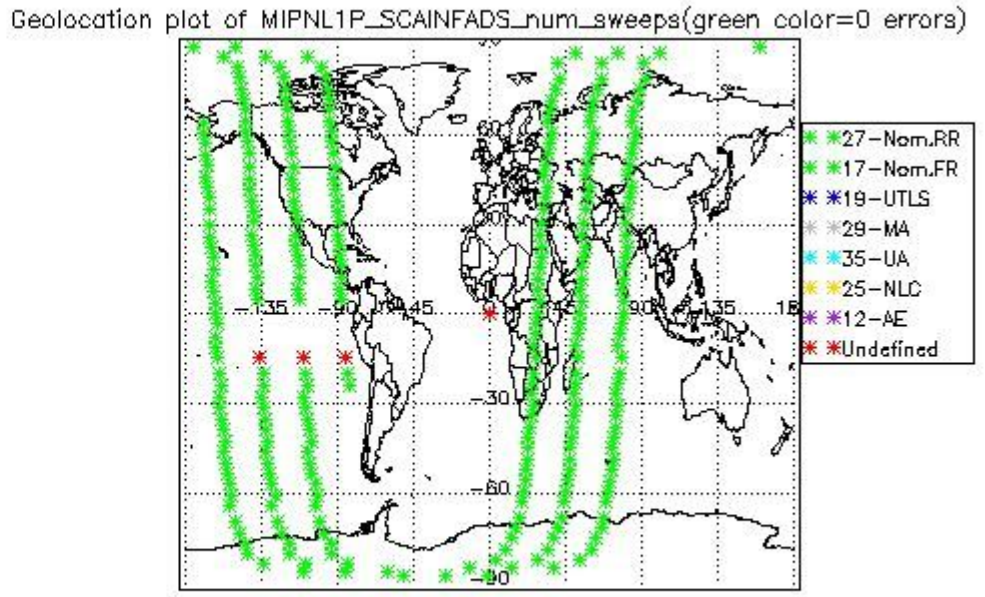 Geolocation plot of MIPNL1P_SCAINFADS_num_sweeps(green color=0 errors)
27-Nom.RR
17-Nom.FR
19-UTLS
29-MA
35-UA
25-NLC
12-AE
Undefined
60
-135
-90
-45
45
90
135
-30
-60
-90